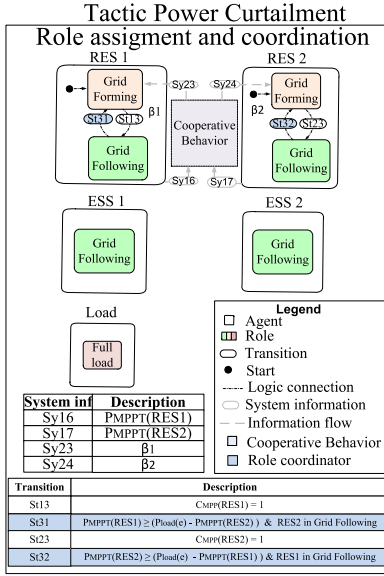 Tactic Power Curtailment
Role assigment and coordination
RES 1
RES 2
Sy23
Sy24
Grid
Forming
Grid
Forming
St31
St13
β1
β2
St32
St23
Cooperative
Behavior
Grid
Following
Grid
Following
Sy16
Sy17
ESS 1
ESS 2
Grid
Following
Grid
Following
Load
Full
load
Legend
Agent
Role
Transition
Start
Logic connection
System information
Information flow
Cooperative Behavior
Role coordinator
System inf Description
Sy16 PMPPT(RES1)
Sy17 PMPPT(RES2)
Sy23 β1
Sy24 β2
Transition Description
St13 CMPP(RES1) = 1
St31 PMPPT(RES1) ≥ (Pload(e) - PMPPT(RES2) ) & RES2 in Grid Following
St23 CMPP(RES2) = 1
St32 PMPPT(RES2) ≥ (Pload(e) - PMPPT(RES1) ) & RES1 in Grid Following